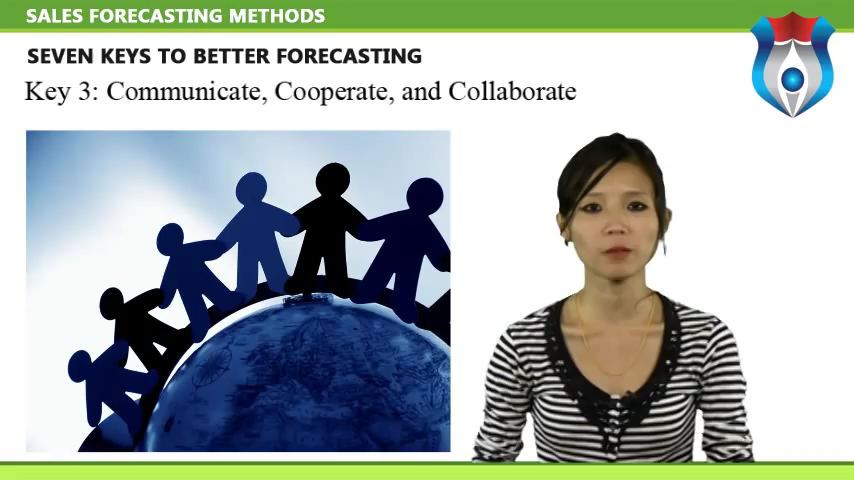 SALES FORECASTING METHODS
SEVEN KEYS TO BETTER FORECASTING
Key 3: Communicate, Cooperate, and Collaborate